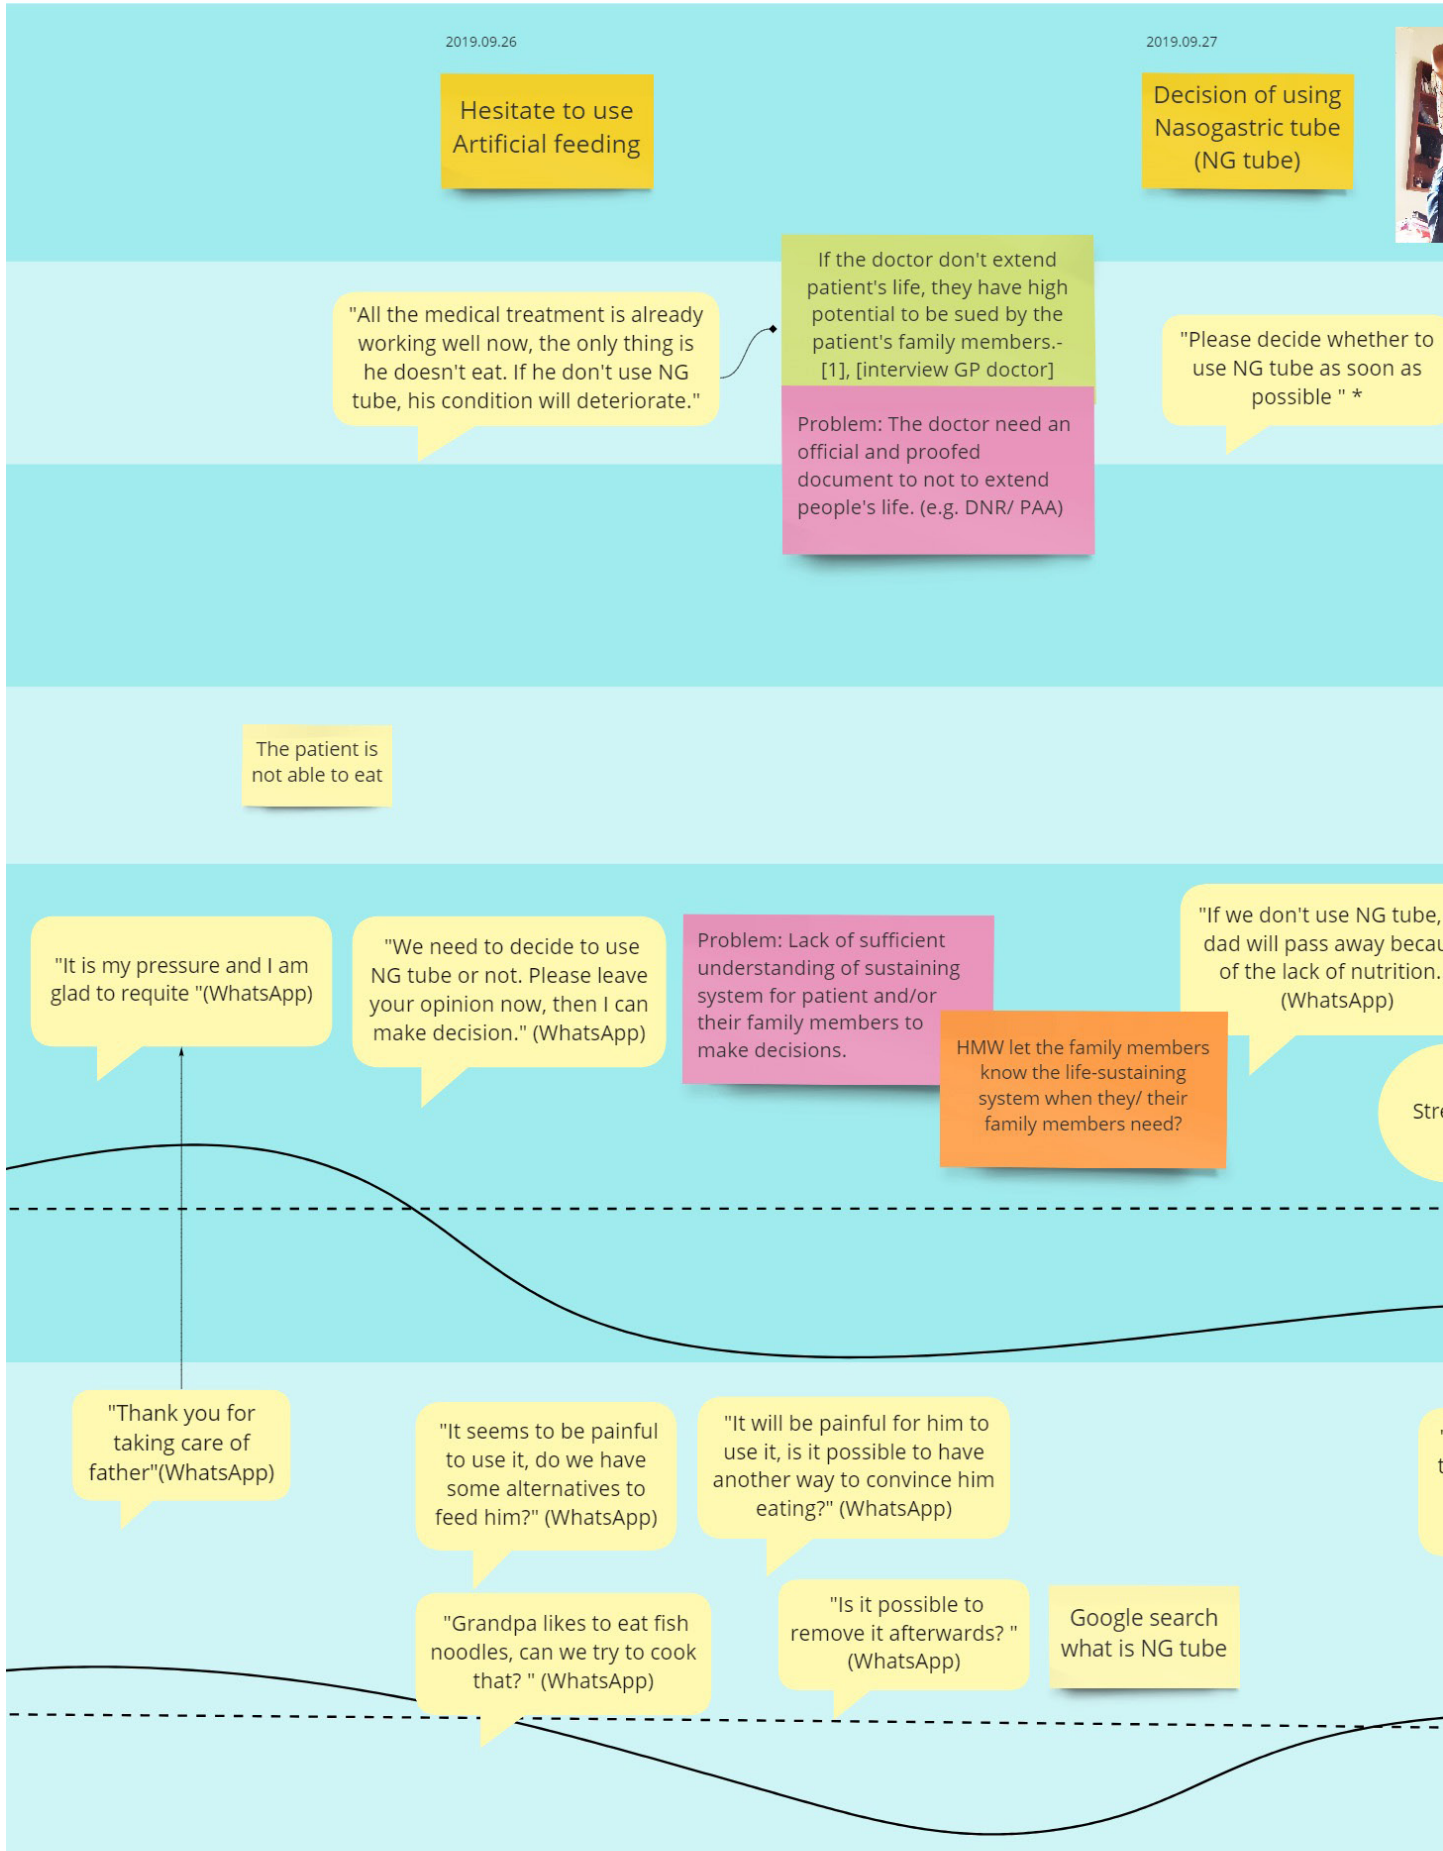 2019.09.26
2019.09.27
Hesitate to use
Artificial feeding
Decision of using
Nasogastric tube
(NG tube)
"All the medical treatment is already
working well now, the only thing is
he doesn't eat. If he don't use NG
tube, his condition will deteriorate."
If the doctor don't extend
patient's life, they have high
potential to be sued by the
patient's family members.-
[1], [interview GP doctor]
Problem: The doctor need an
official and proofed
document to not to extend
people's life. (e.g. DNR/ PAA)
"Please decide whether to
use NG tube as soon as
possible " *
The patient is
not able to eat
"It is my pressure and I am
glad to requite "(WhatsApp)
"We need to decide to use
NG tube or not. Please leave
your opinion now, then I can
make decision." (WhatsApp)
Problem: Lack of sufficient
understanding of sustaining
system for patient and/or
their family members to
make decisions.
HMW let the family members
know the life-sustaining
system when they/ their
family members need?
"If we don't use NG tube,
dad will pass away becau
of the lack of nutrition.
(WhatsApp)
Stre
"Thank you for
taking care of
father"(WhatsApp)
"It seems to be painful
to use it, do we have
some alternatives to
feed him?" (WhatsApp)
"It will be painful for him to
use it, is it possible to have
another way to convince him
eating?" (WhatsApp)
"Grandpa likes to eat fish
noodles, can we try to cook
that? " (WhatsApp)
"Is it possible to
remove it afterwards? "
(WhatsApp)
Google search
what is NG tube